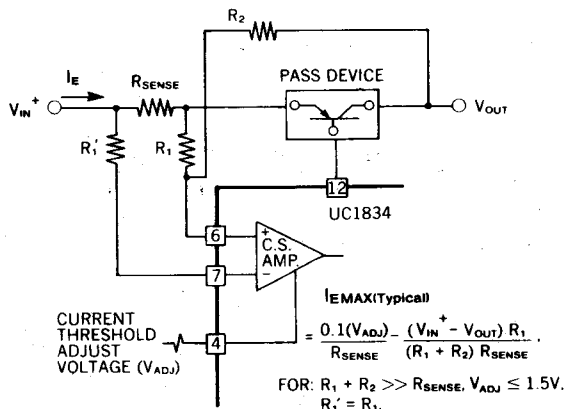 R2
IE
RSENSE
PASS DEVICE
VIN+
VOUT
R1'
R1
12
UC1834
6
+
C.S.
AMP.
7
−
IEMAX(Typical)
CURRENT
THRESHOLD
ADJUST
VOLTAGE (VADJ)
4
= 0.1(VADJ) / RSENSE − (VIN+ − VOUT) R1 / (R1 + R2) RSENSE ,
FOR: R1 + R2 >> RSENSE, VADJ ≤ 1.5V.
R1' = R1.